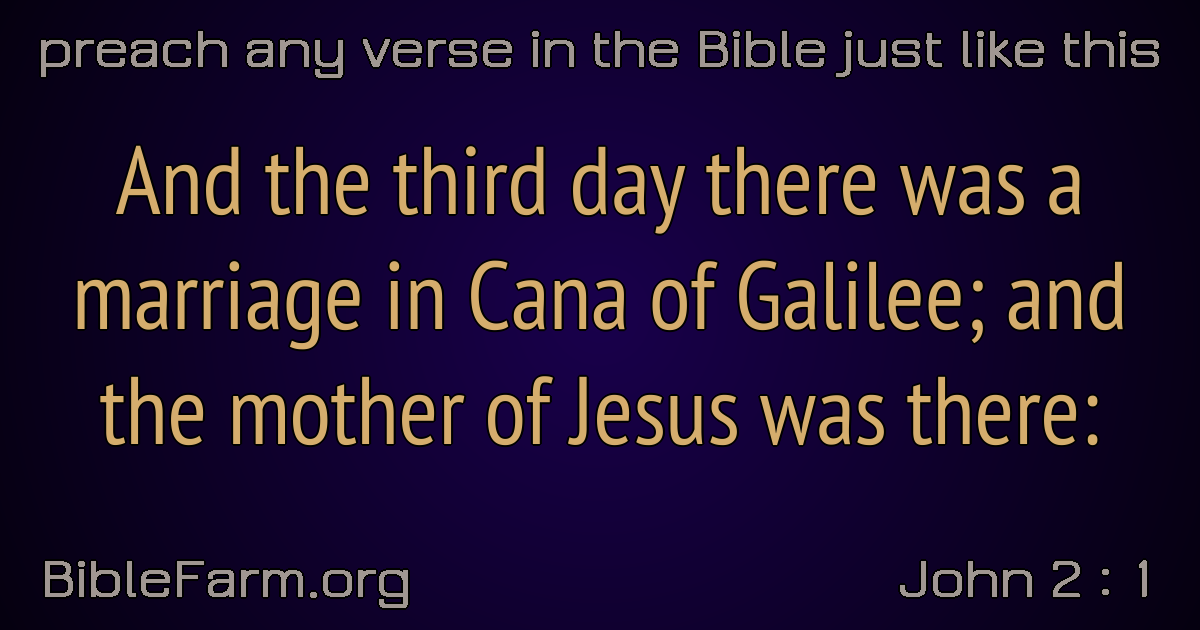 preach any verse in the Bible just like this
And the third day there was a
marriage in Cana of Galilee; and
the mother of Jesus was there:
BibleFarm.org
John 2 : 1